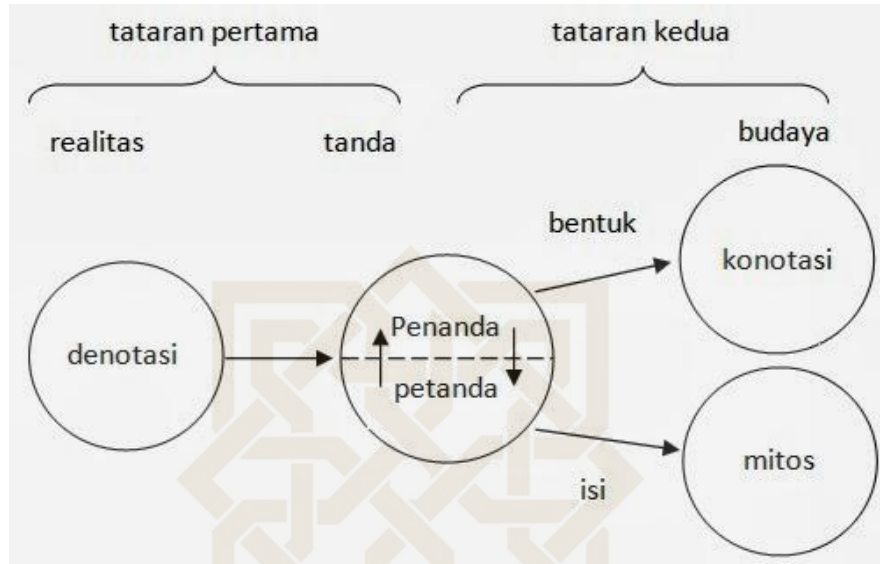 tataran pertama
tataran kedua
realitas
tanda
budaya
bentuk
konotasi
denotasi
Penanda
petanda
mitos
isi